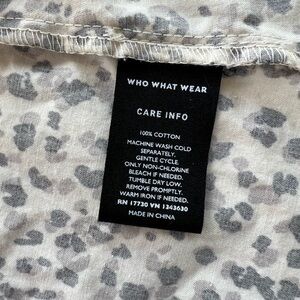 WHO WHAT WEAR
CARE INFO
100% COTTON
MACHINE WASH COLD
SEPARATELY.
GENTLE CYCLE.
ONLY NON-CHLORINE
BLEACH IF NEEDED.
TUMBLE DRY LOW.
REMOVE PROMPTLY.
WARM IRON IF NEEDED.
RN 17730 VN 1263630
MADE IN CHINA